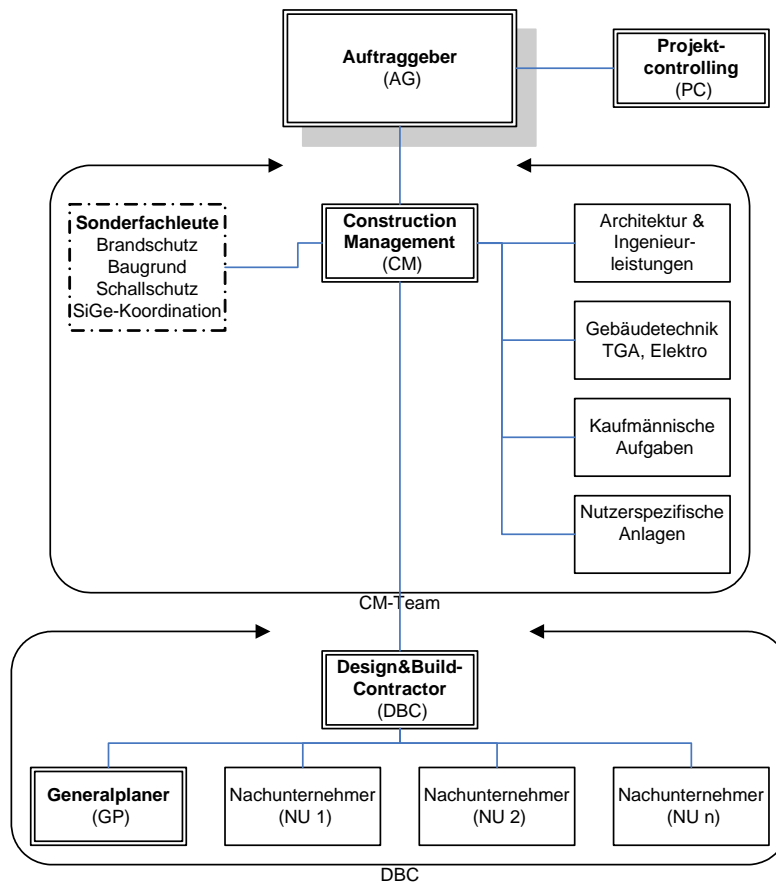 Auftraggeber
(AG)
Projekt-
controlling
(PC)
Sonderfachleute
Brandschutz
Baugrund
Schallschutz
SiGe-Koordination
Construction
Management
(CM)
Architektur &
Ingenieur-
leistungen
Gebäudetechnik
TGA, Elektro
Kaufmännische
Aufgaben
Nutzerspezifische
Anlagen
CM-Team
Design&Build-
Contractor
(DBC)
Generalplaner
(GP)
Nachunternehmer
(NU 1)
Nachunternehmer
(NU 2)
Nachunternehmer
(NU n)
DBC